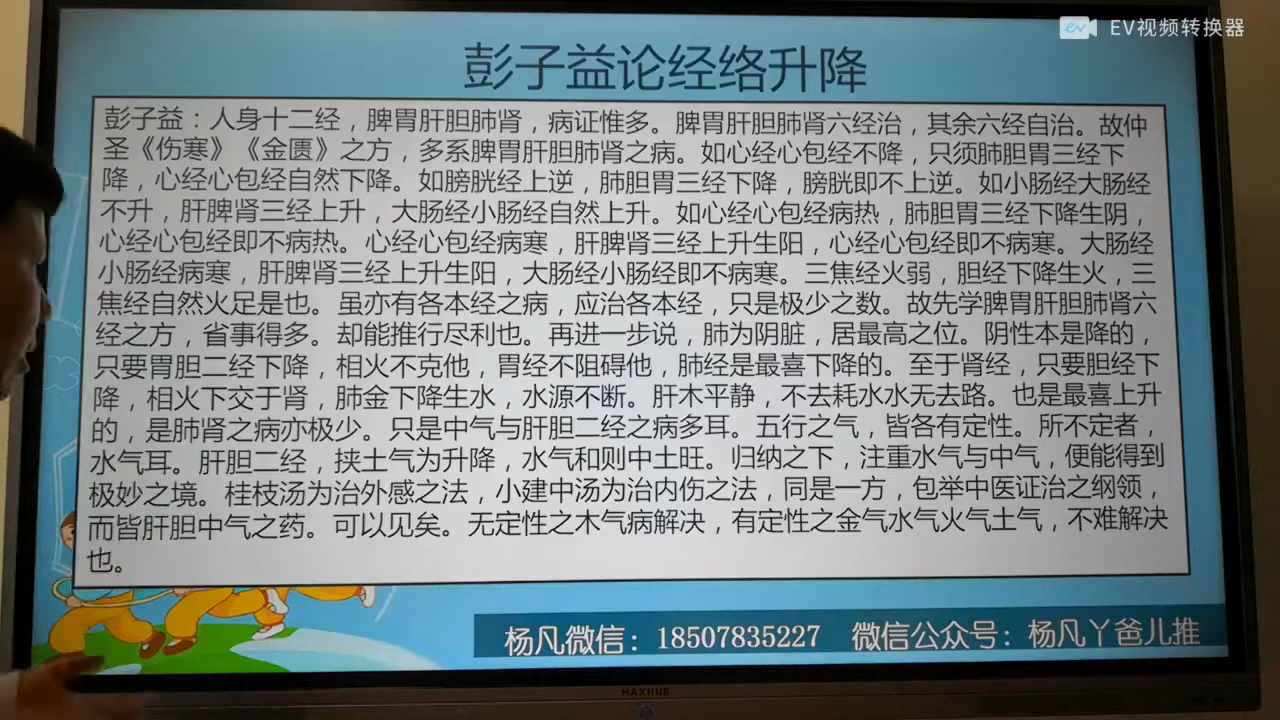 EV视频转换器
彭子益论经络升降
彭子益：人身十二经，脾胃肝胆肺肾，病证惟多。脾胃肝胆肺肾六经治，其余六经自治。故仲
圣《伤寒》《金匮》之方，多系脾胃肝胆肺肾之病。如心经心包经不降，只须肺胆胃三经下
降，心经心包经自然下降。如膀胱经上逆，肺胆胃三经下降，膀胱即不上逆。如小肠经大肠经
不升，肝脾肾三经上升，大肠经小肠经自然上升。如心经心包经病热，肺胆胃三经下降生阴，
心经心包经即不病热。心经心包经病寒，肝脾肾三经上升生阳，心经心包经即不病寒。大肠经
小肠经病寒，肝脾肾三经上升生阳，大肠经小肠经即不病寒。三焦经火弱，胆经下降生火，三
焦经自然火足是也。虽亦有各本经之病，应治各本经，只是极少之数。故先学脾胃肝胆肺肾六
经之方，省事得多。却能推行尽利也。再进一步说，肺为阴脏，居最高之位。阴性本是降的，
只要胃胆二经下降，相火不克他，胃经不阻碍他，肺经是最喜下降的。至于肾经，只要胆经下
降，相火下交于肾，肺金下降生水，水源不断。肝木平静，不去耗水水无去路。也是最喜上升
的，是肺肾之病亦极少。只是中气与肝胆二经之病多耳。五行之气，皆各有定性。所不定者，
水气耳。肝胆二经，挟土气为升降，水气和则中土旺。归纳之下，注重水气与中气，便能得到
极妙之境。桂枝汤为治外感之法，小建中汤为治内伤之法，同是一方，包举中医证治之纲领，
而皆肝胆中气之药。可以见矣。无定性之木气病解决，有定性之金气水气火气土气，不难解决
也。
杨凡微信：18507835227 微信公众号：杨凡丫爸儿推
MAXHUB